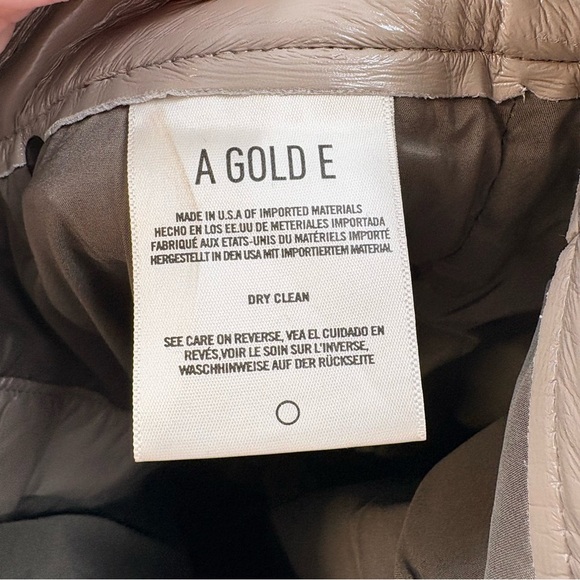 A GOLD E
MADE IN U.S.A OF IMPORTED MATERIALS
HECHO EN LOS EE.UU DE METERIALES IMPORTADA
FABRIQUÉ AUX ETATS-UNIS DU MATÉRIELS IMPORTÉ
HERGESTELLT IN DEN USA MIT IMPORTIERTEM MATERIAL
DRY CLEAN
SEE CARE ON REVERSE, VEA EL CUIDADO EN
REVÉS,VOIR LE SOIN SUR L'INVERSE,
WASCHHINWEISE AUF DER RÜCKSEITE